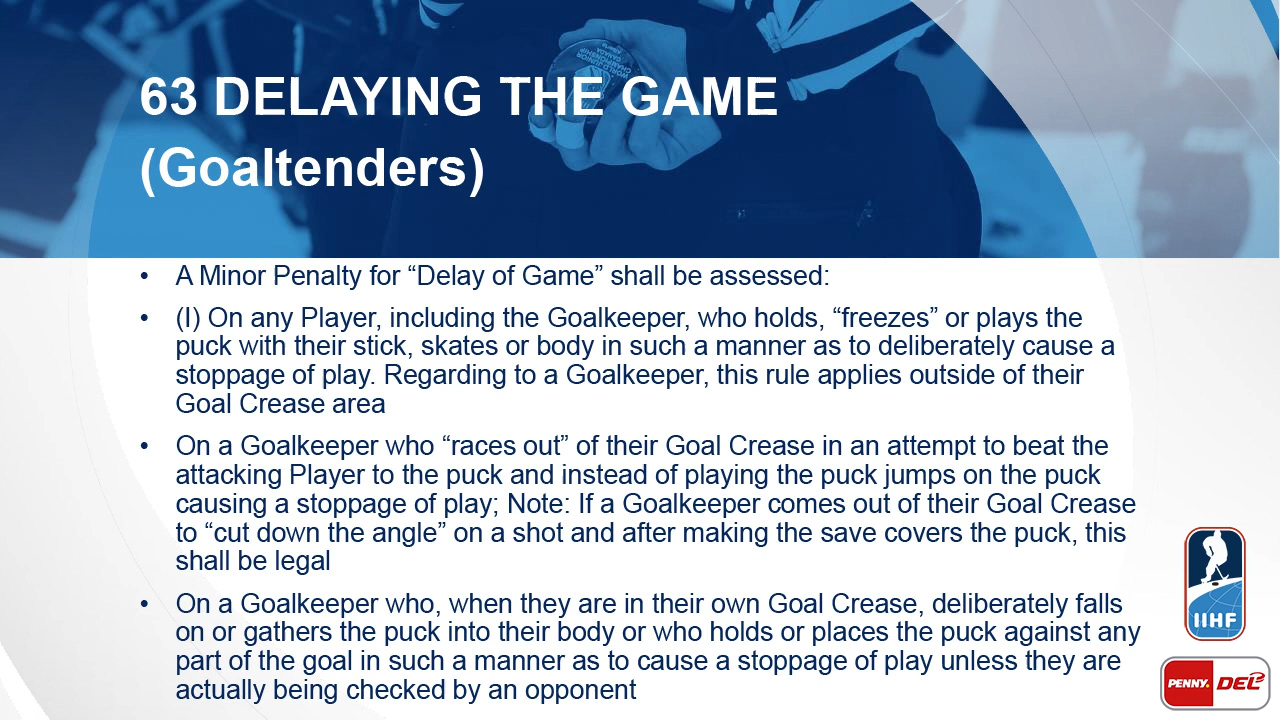 63 DELAYING THE GAME
(Goaltenders)
• A Minor Penalty for “Delay of Game” shall be assessed:
• (I) On any Player, including the Goalkeeper, who holds, “freezes” or plays the
puck with their stick, skates or body in such a manner as to deliberately cause a
stoppage of play. Regarding to a Goalkeeper, this rule applies outside of their
Goal Crease area
• On a Goalkeeper who “races out” of their Goal Crease in an attempt to beat the
attacking Player to the puck and instead of playing the puck jumps on the puck
causing a stoppage of play; Note: If a Goalkeeper comes out of their Goal Crease
to “cut down the angle” on a shot and after making the save covers the puck, this
shall be legal
• On a Goalkeeper who, when they are in their own Goal Crease, deliberately falls
on or gathers the puck into their body or who holds or places the puck against any
part of the goal in such a manner as to cause a stoppage of play unless they are
actually being checked by an opponent
IIHF
PENNY. DEL